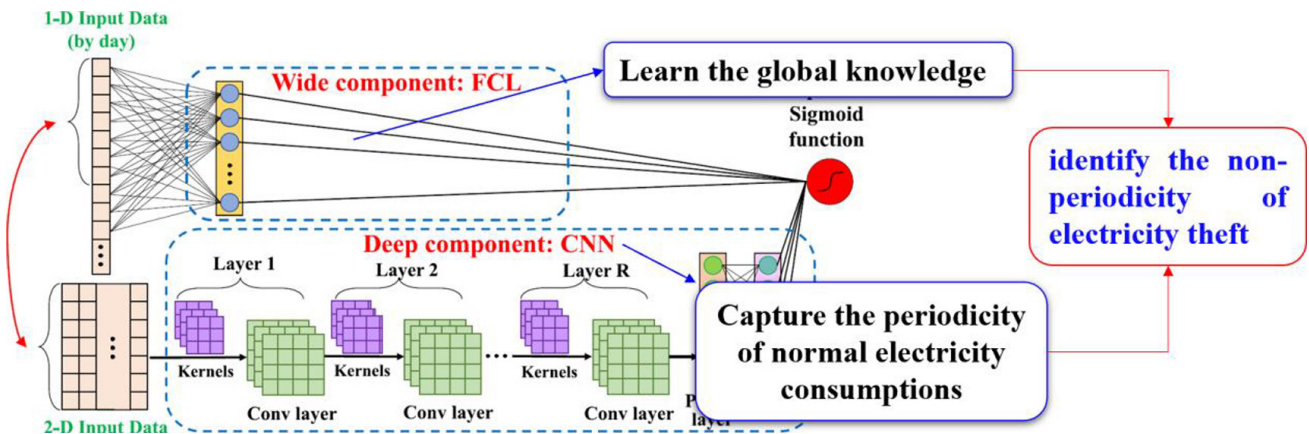 1-D Input Data
(by day)
Wide component: FCL
Learn the global knowledge
Sigmoid
function
identify the non-
periodicity of
electricity theft
Deep component: CNN
Layer 1
Layer 2
Layer R
Kernels
Kernels
Kernels
Conv layer
Conv layer
Conv layer
Capture the periodicity
of normal electricity
consumptions
layer
2-D Input Data